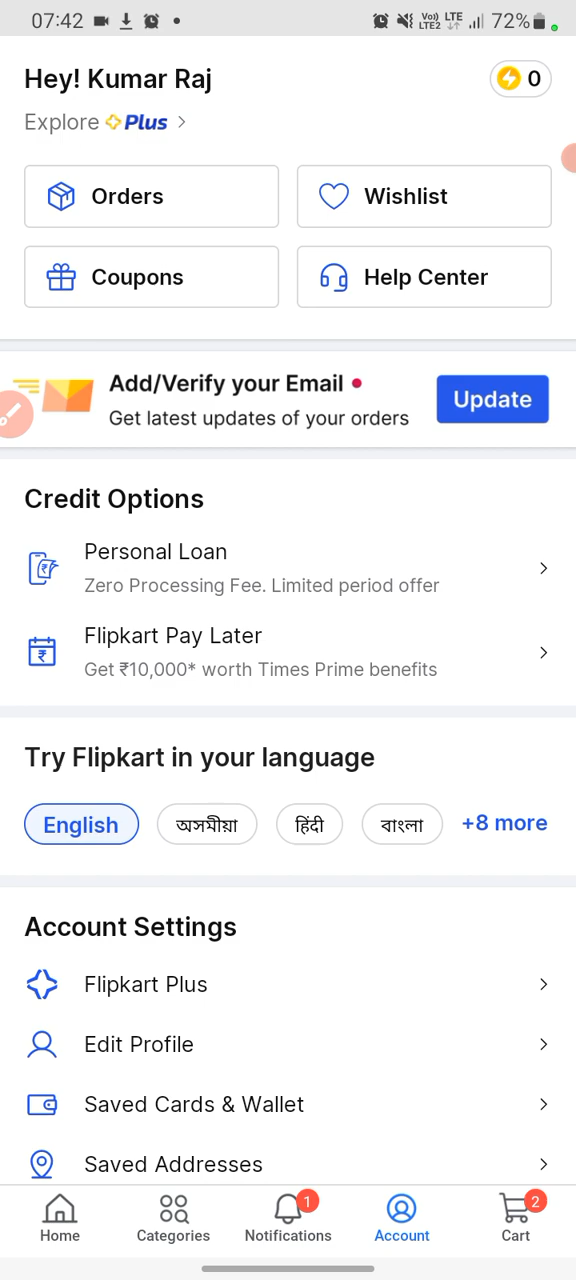 07:42 Vo)) LTE LTE2 72%
Hey! Kumar Raj 0
Explore Plus
Orders Wishlist
Coupons Help Center
Add/Verify your Email
Get latest updates of your orders
Update
Credit Options
Personal Loan
Zero Processing Fee. Limited period offer
Flipkart Pay Later
Get ₹10,000* worth Times Prime benefits
Try Flipkart in your language
English অসমীয়া हिंदी বাংলা +8 more
Account Settings
Flipkart Plus
Edit Profile
Saved Cards & Wallet
Saved Addresses
1 2
Home Categories Notifications Account Cart